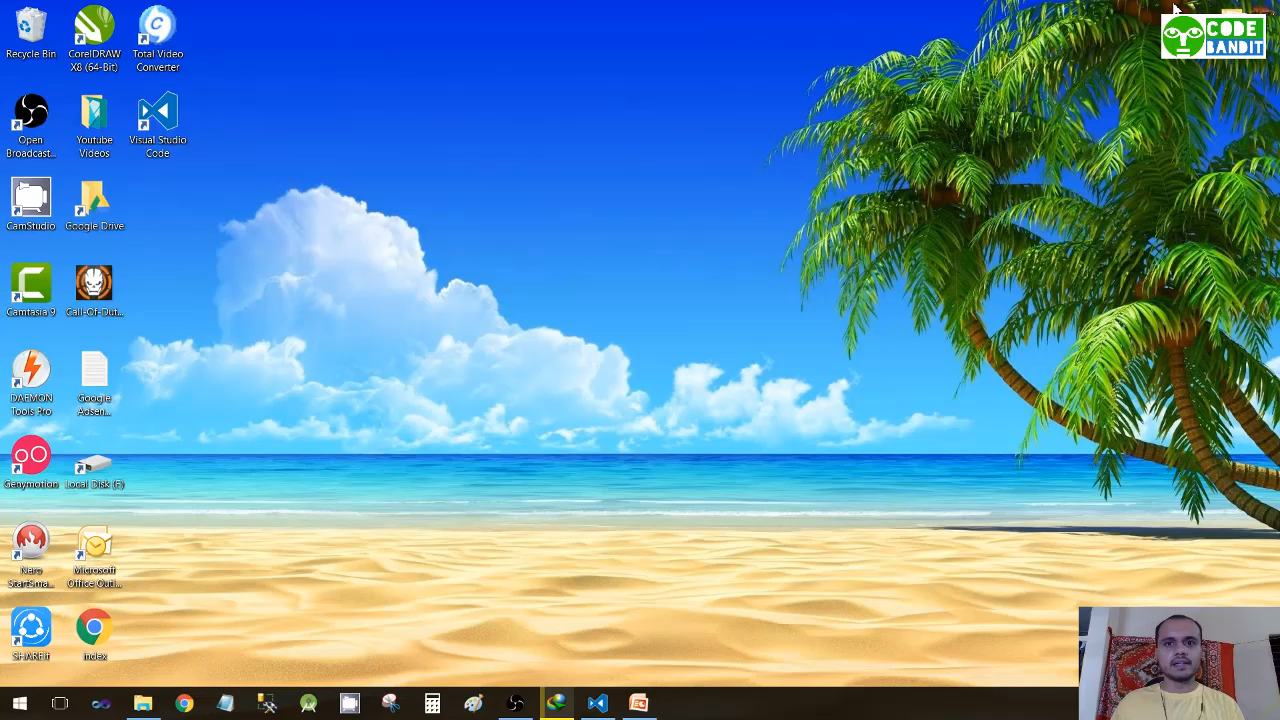 Recycle Bin
CorelDRAW
X8 (64-Bit)
Total Video
Converter
Open
Broadcast...
Youtube
Videos
Visual Studio
Code
CamStudio
Google Drive
Camtasia 9
Call-Of-Dut...
DAEMON
Tools Pro
Google
Adsen...
Genymotion
Local Disk (F)
Nero
StartSma...
Microsoft
Office Outl...
SHAREit
index
CODE
BANDIT